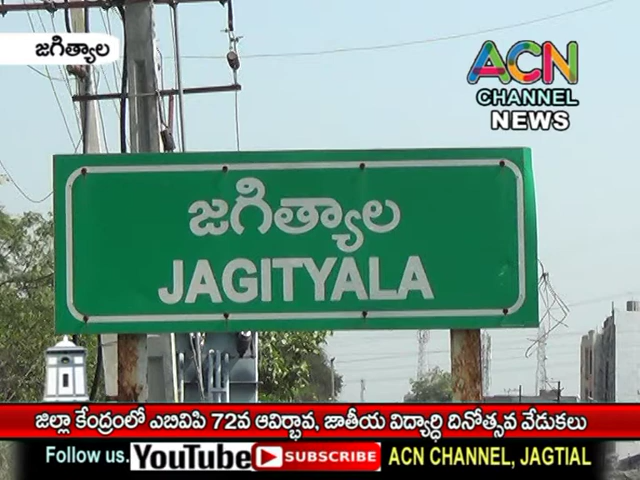 జగిత్యాల
ACN
CHANNEL
NEWS
జగిత్యాల
JAGITYALA
జిల్లా కేంద్రంలో ఎబివిపి 72వ ఆవిర్భావ, జాతీయ విద్యార్థి దినోత్సవ వేడుకలు
Follow us. YouTube SUBSCRIBE ACN CHANNEL, JAGTIAL